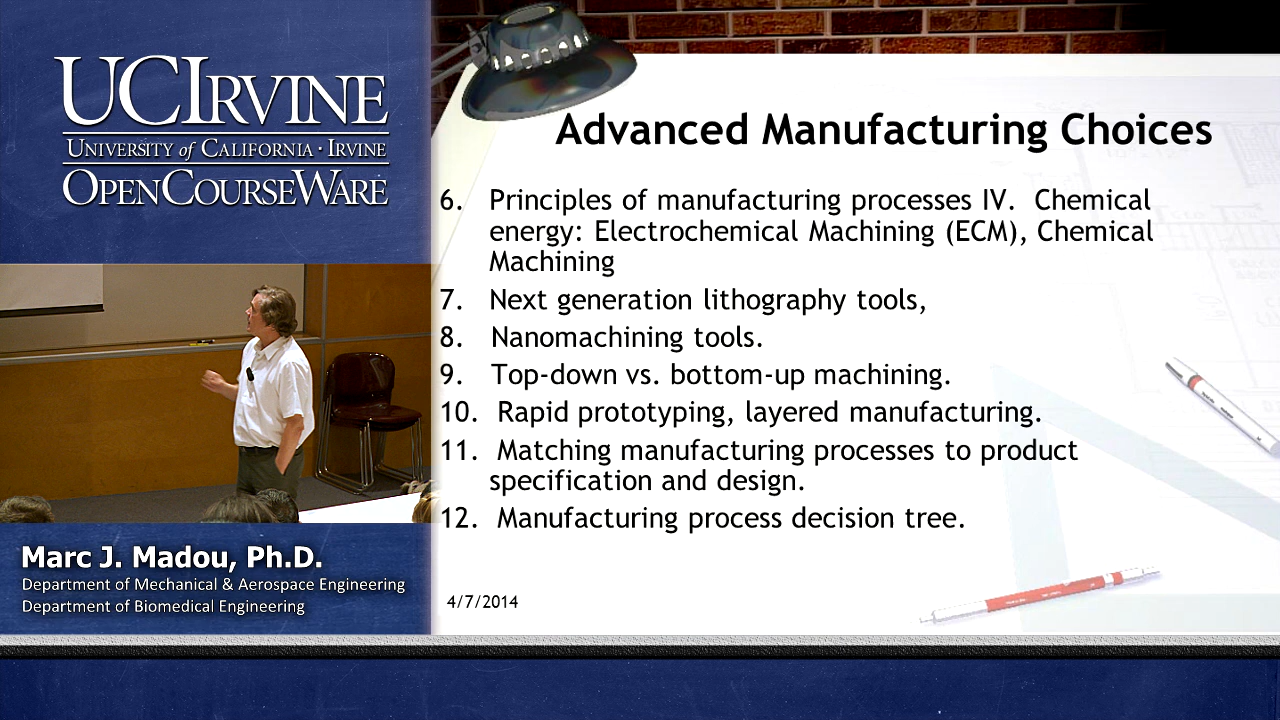 UCIRVINE
UNIVERSITY of CALIFORNIA · IRVINE
OPENCOURSEWARE
Advanced Manufacturing Choices
6. Principles of manufacturing processes IV. Chemical
energy: Electrochemical Machining (ECM), Chemical
Machining
7. Next generation lithography tools,
8. Nanomachining tools.
9. Top-down vs. bottom-up machining.
10. Rapid prototyping, layered manufacturing.
11. Matching manufacturing processes to product
specification and design.
12. Manufacturing process decision tree.
4/7/2014
Marc J. Madou, Ph.D.
Department of Mechanical & Aerospace Engineering
Department of Biomedical Engineering